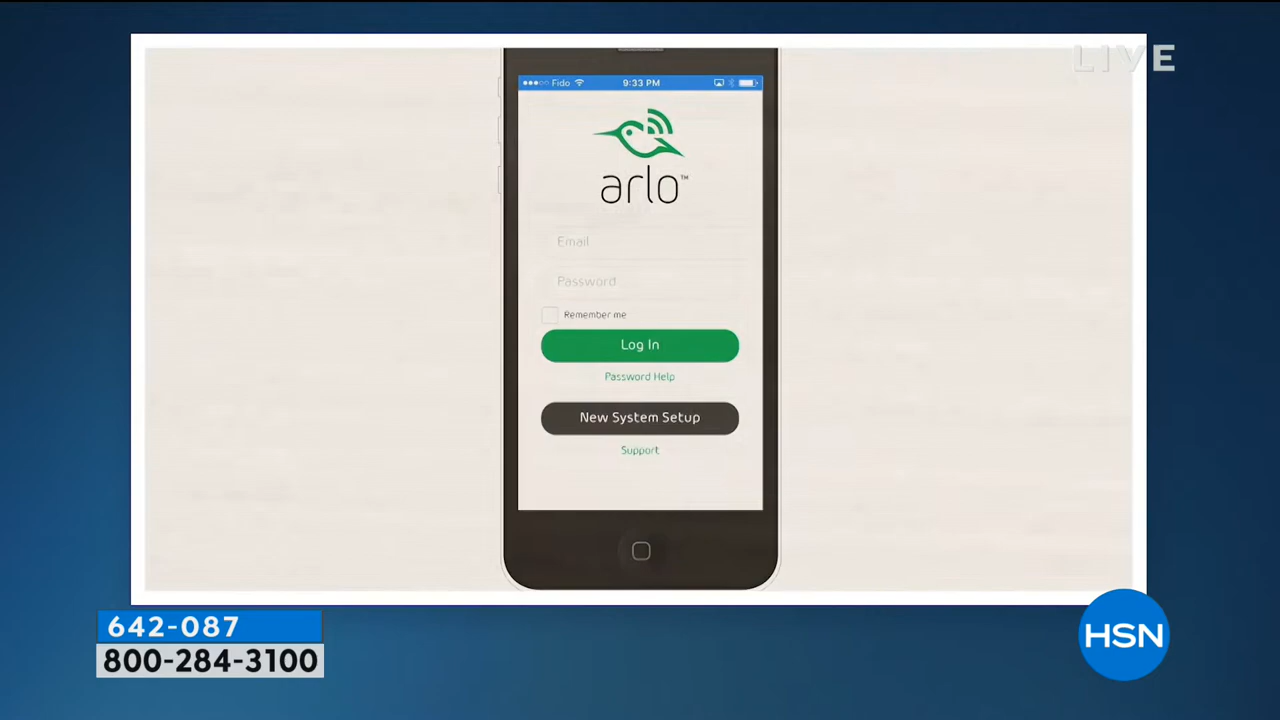 LIVE
Fido 9:33 PM
arlo™
Email
Password
Remember me
Log In
Password Help
New System Setup
Support
642-087
800-284-3100
HSN